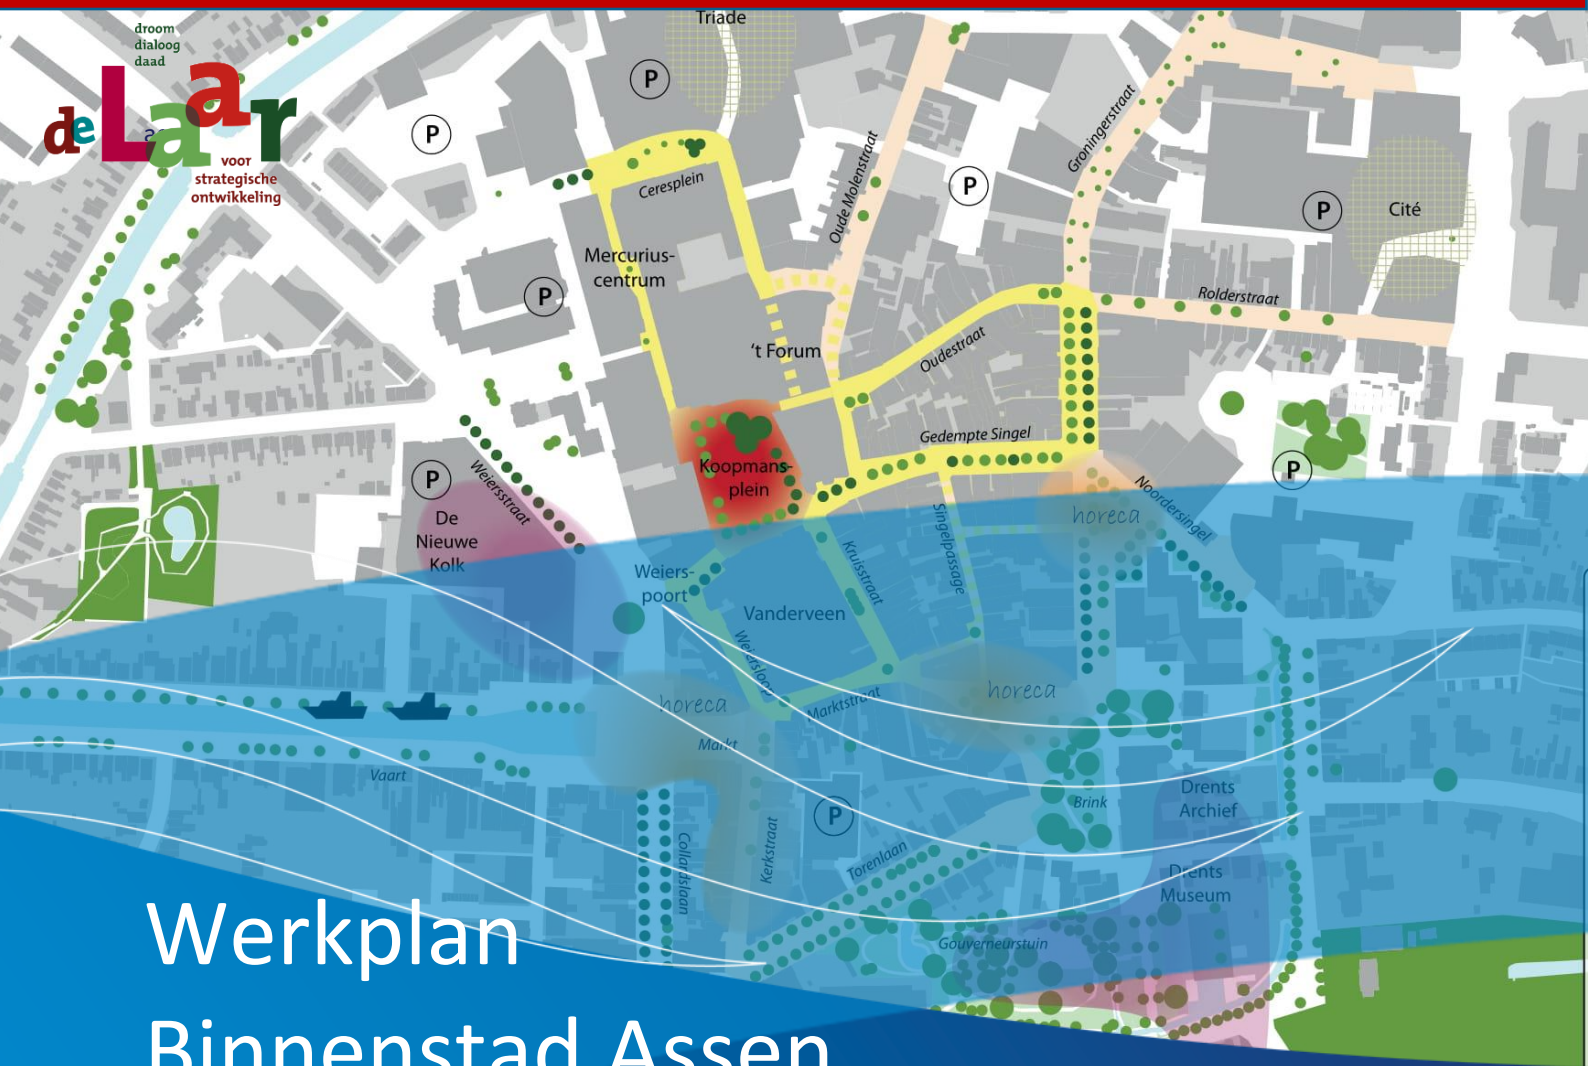 Triade
droom
dialoog
daad
P
de Laar
P
Groningerstraat
voor
strategische
ontwikkeling
Ceresplein
Oude Molenstraat
P
P
Cité
Mercurius-
centrum
P
Rolderstraat
't Forum
Oudestraat
Gedempte Singel
Koopmans-
plein
P
Weiersstraat
P
Noordersingel
De
Nieuwe
Kolk
horeca
Singelpassage
Kruisstraat
Weiers-
poort
Vanderveen
Weiersloop
horeca
horeca
Marktstraat
Markt
Vaart
Drents
Archief
Brink
P
Collardslaan
Kerkstraat
Torenlaan
Drents
Museum
Gouverneurstuin
Werkplan
Binnenstad Assen